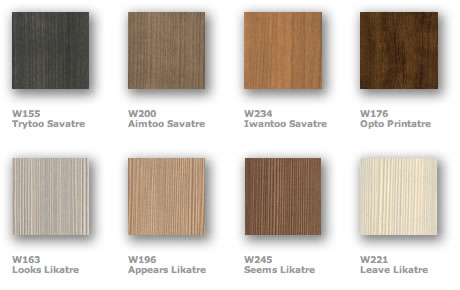 W155
Trytoo Savatre
W200
Aimtoo Savatre
W234
Iwantoo Savatre
W176
Opto Printatre
W163
Looks Likatre
W196
Appears Likatre
W245
Seems Likatre
W221
Leave Likatre